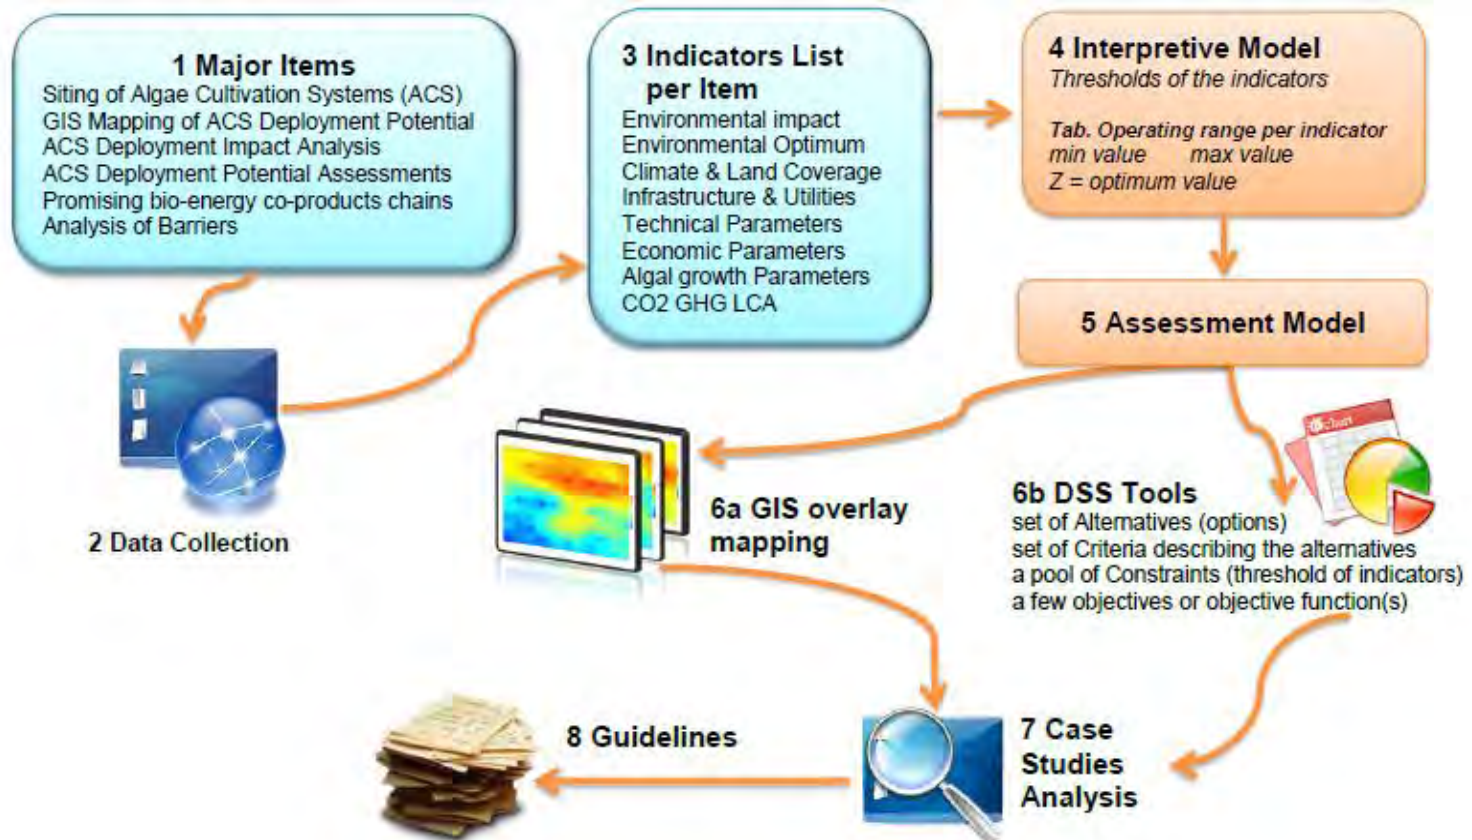 1 Major Items
Siting of Algae Cultivation Systems (ACS)
GIS Mapping of ACS Deployment Potential
ACS Deployment Impact Analysis
ACS Deployment Potential Assessments
Promising bio-energy co-products chains
Analysis of Barriers
2 Data Collection
3 Indicators List
per Item
Environmental impact
Environmental Optimum
Climate & Land Coverage
Infrastructure & Utilities
Technical Parameters
Economic Parameters
Algal growth Parameters
CO2 GHG LCA
4 Interpretive Model
Thresholds of the indicators
Tab. Operating range per indicator
min value max value
Z = optimum value
5 Assessment Model
6a GIS overlay
mapping
chart
6b DSS Tools
set of Alternatives (options)
set of Criteria describing the alternatives
a pool of Constraints (threshold of indicators)
a few objectives or objective function(s)
7 Case
Studies
Analysis
8 Guidelines